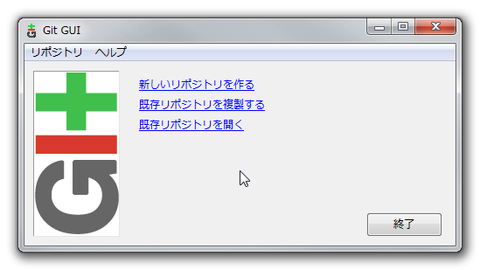 Git GUI
リポジトリ ヘルプ
新しいリポジトリを作る
既存リポジトリを複製する
既存リポジトリを開く
GIT
終了